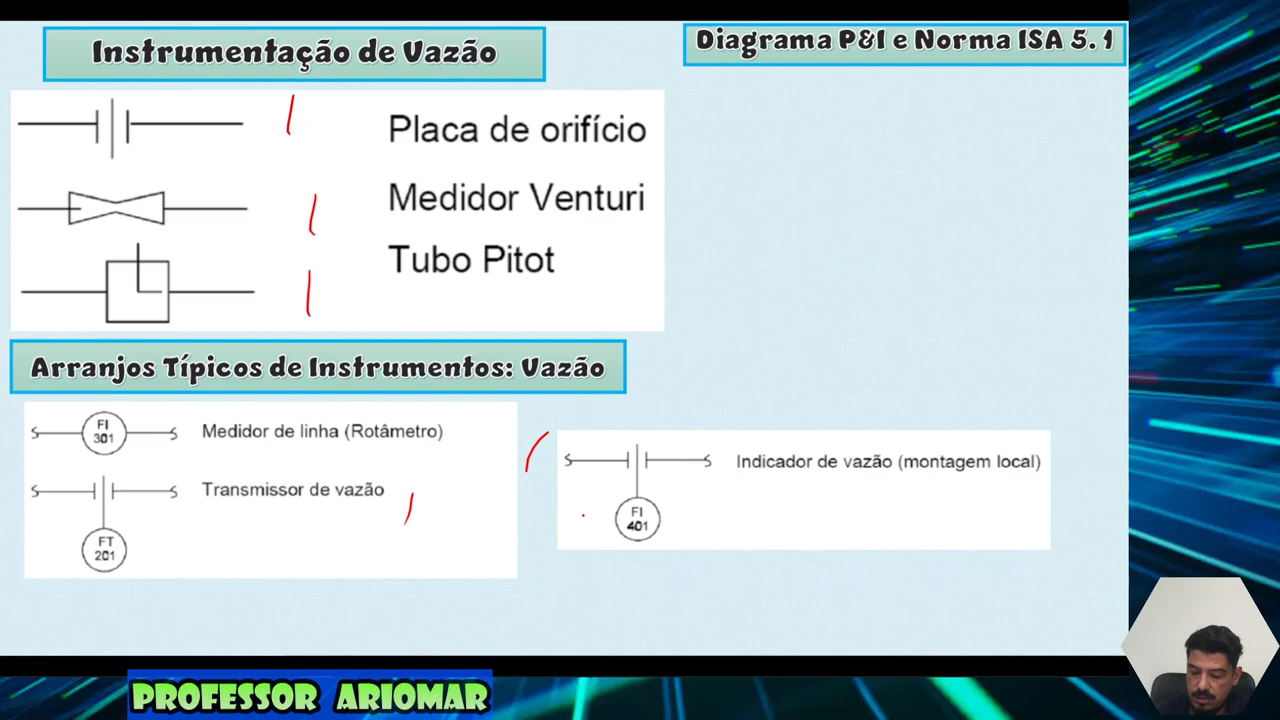 Instrumentação de Vazão
Diagrama P&I e Norma ISA 5.1
Placa de orifício
Medidor Venturi
Tubo Pitot
Arranjos Típicos de Instrumentos: Vazão
FI
301
Medidor de linha (Rotâmetro)
Transmissor de vazão
FT
201
Indicador de vazão (montagem local)
FI
401
PROFESSOR ARIOMAR